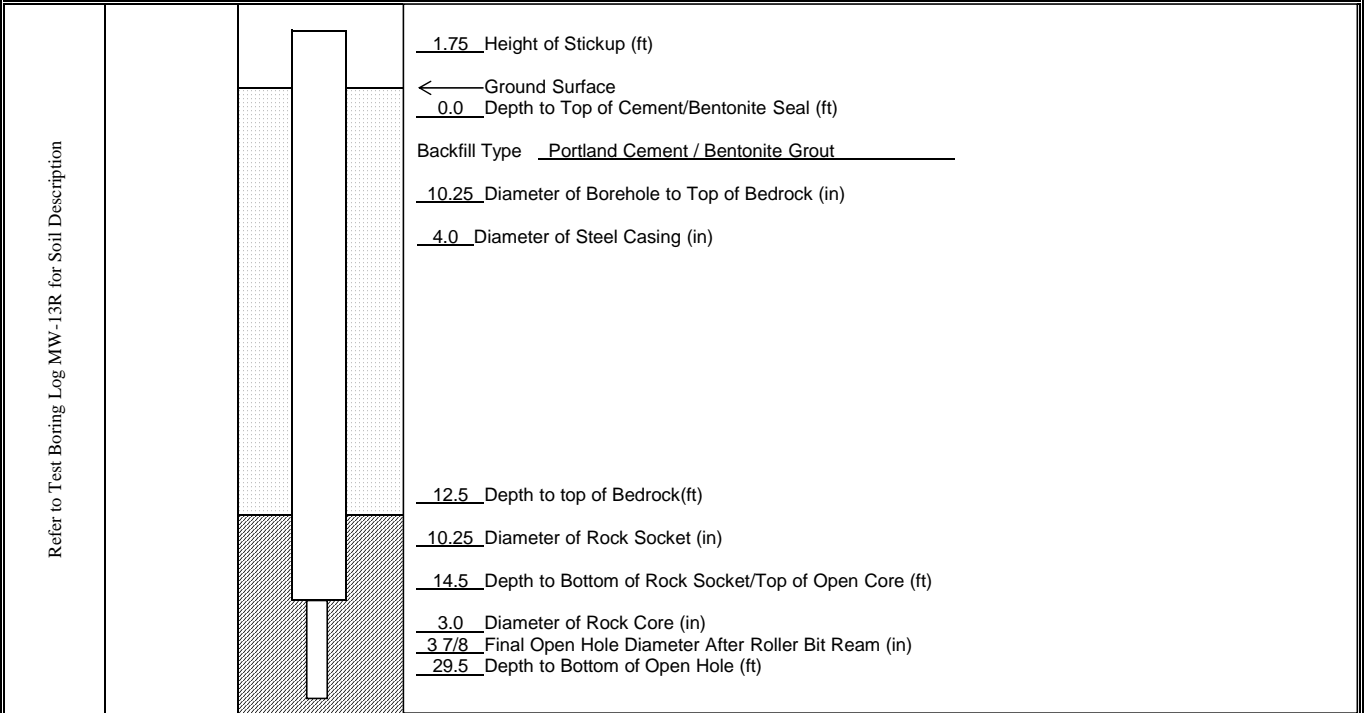 Refer to Test Boring Log MW-13R for Soil Description
1.75 Height of Stickup (ft)
Ground Surface
0.0 Depth to Top of Cement/Bentonite Seal (ft)
Backfill Type Portland Cement / Bentonite Grout
10.25 Diameter of Borehole to Top of Bedrock (in)
4.0 Diameter of Steel Casing (in)
12.5 Depth to top of Bedrock(ft)
10.25 Diameter of Rock Socket (in)
14.5 Depth to Bottom of Rock Socket/Top of Open Core (ft)
3.0 Diameter of Rock Core (in)
3 7/8 Final Open Hole Diameter After Roller Bit Ream (in)
29.5 Depth to Bottom of Open Hole (ft)